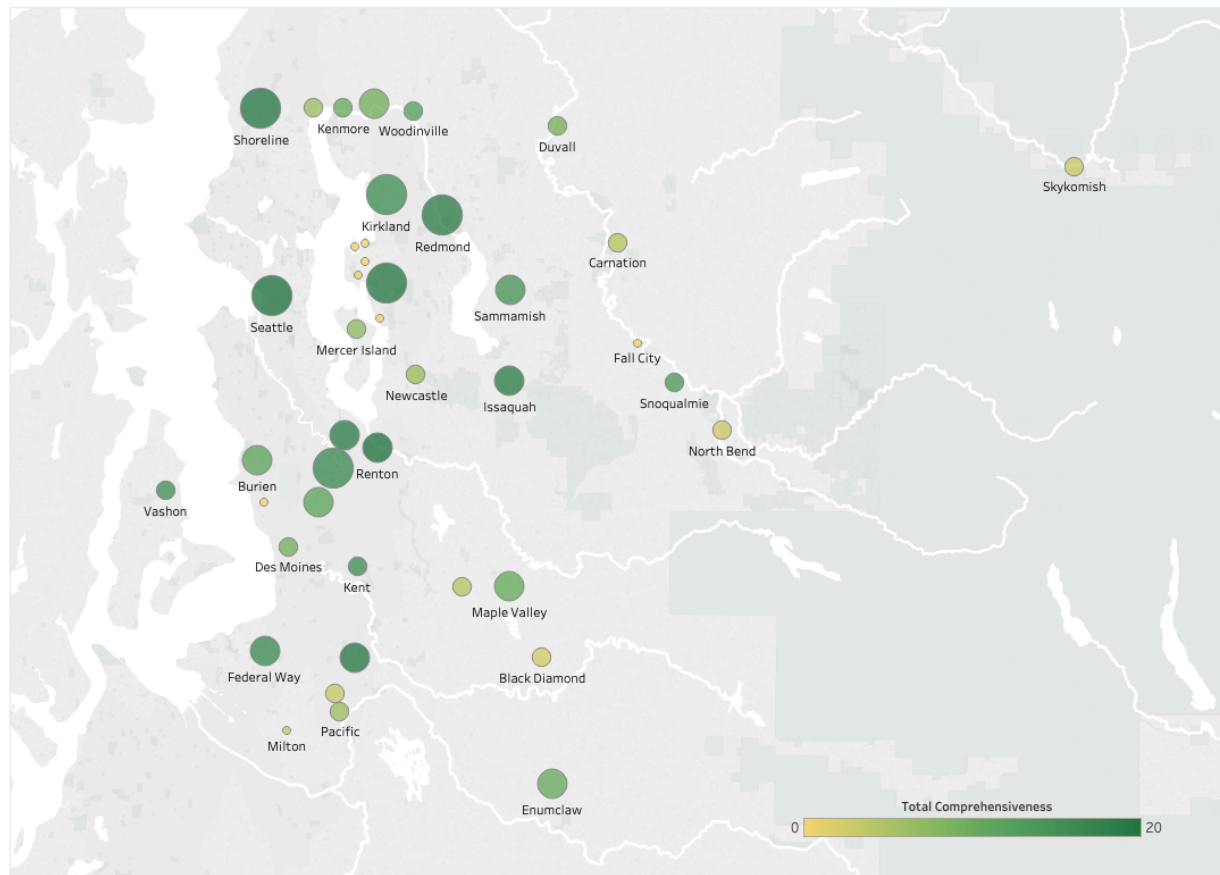 Shoreline
Kenmore
Woodinville
Duvall
Skykomish
Kirkland
Redmond
Carnation
Seattle
Sammamish
Mercer Island
Fall City
Newcastle
Issaquah
Snoqualmie
North Bend
Renton
Burien
Vashon
Des Moines
Kent
Maple Valley
Federal Way
Black Diamond
Pacific
Milton
Enumclaw
Total Comprehensiveness
0
20